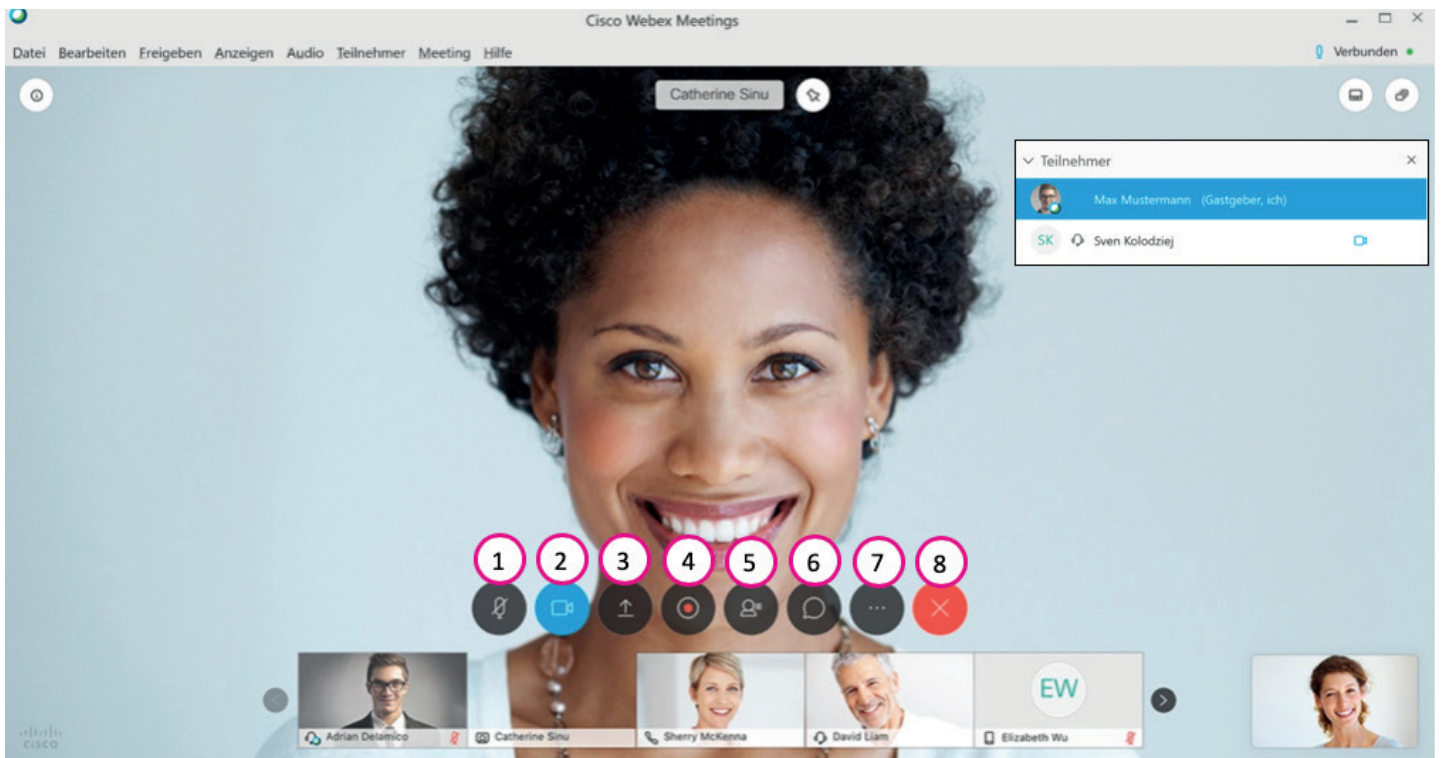 Cisco Webex Meetings
Datei Bearbeiten Freigeben Anzeigen Audio Teilnehmer Meeting Hilfe
Verbunden
Catherine Sinu
Teilnehmer
Max Mustermann (Gastgeber, ich)
SK Sven Kolodziej
1 2 3 4 5 6 7 8
EW
Adrian Delamico Catherine Sinu Sherry McKenna David Liam Elizabeth Wu
CISCO